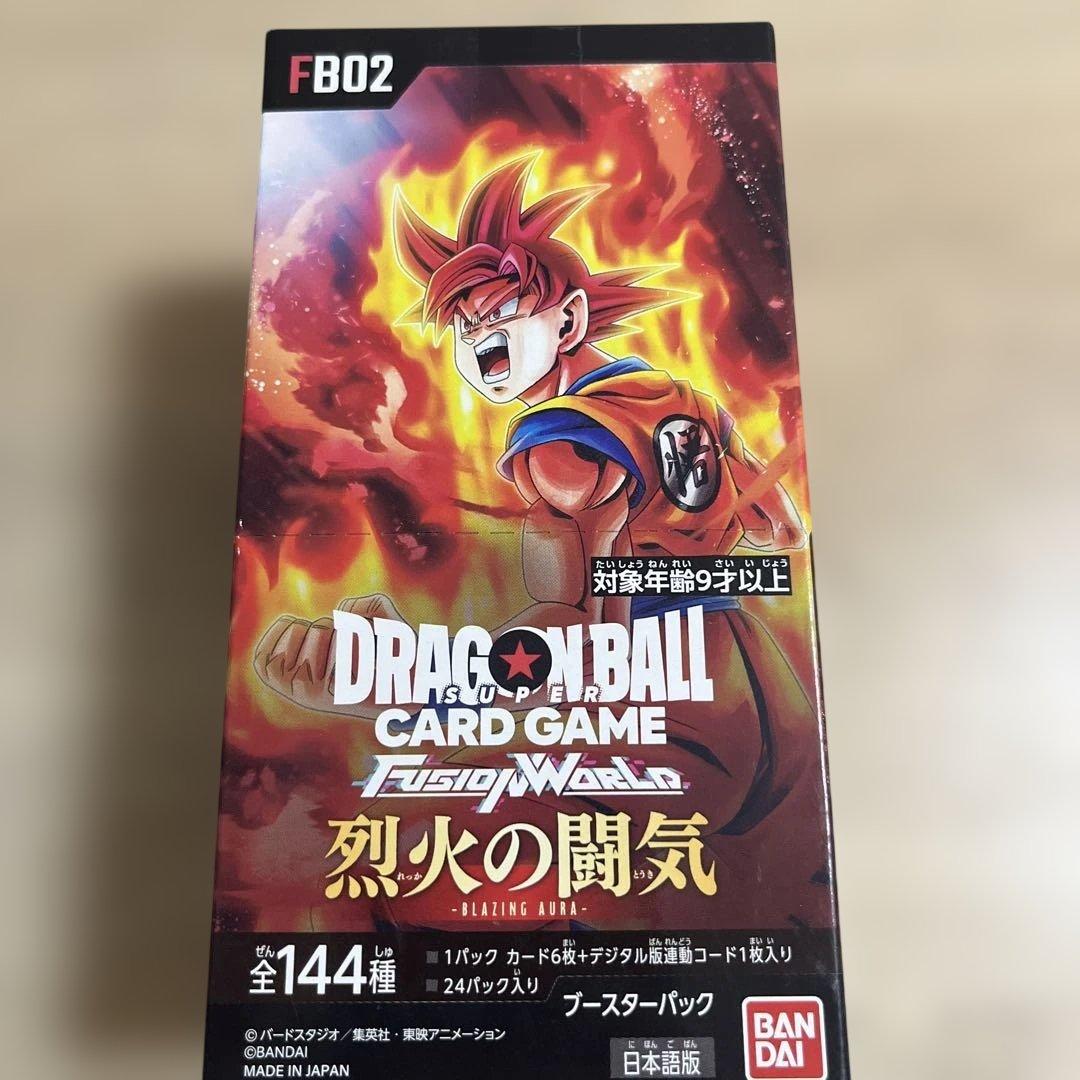 FB02
悟
たいしょうねんれい さいいじょう
対象年齢9才以上
DRAGON BALL
SUPER
CARD GAME
FUSION WORLD
烈火の闘気
れっか とうき
-BLAZING AURA-
ぜん しゅ
全144種
まい ばんれんどう まいい
■1パック カード6枚+デジタル版連動コード1枚入り
い
■24パック入り
ブースターパック
©バードスタジオ/集英社・東映アニメーション
©BANDAI
MADE IN JAPAN
にほんごばん
日本語版
BAN
DAI